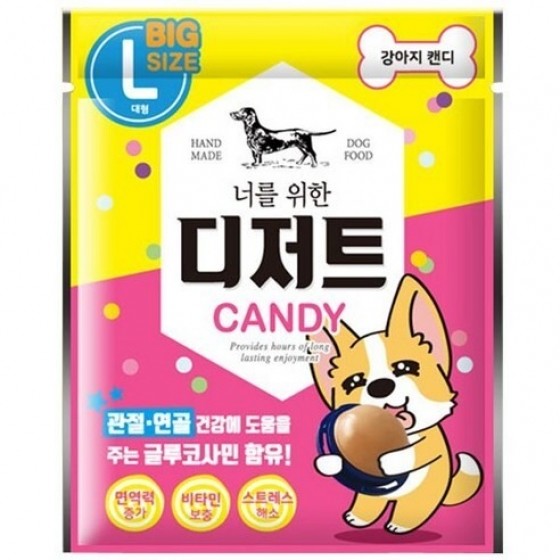 BIG
SIZE
L
대형
강아지 캔디
HAND
MADE
DOG
FOOD
너를 위한
디저트
CANDY
Provides hours of long
lasting enjoyment
관절·연골 건강에 도움을
주는 글루코사민 함유!
면역력
증가
비타민
보충
스트레스
해소